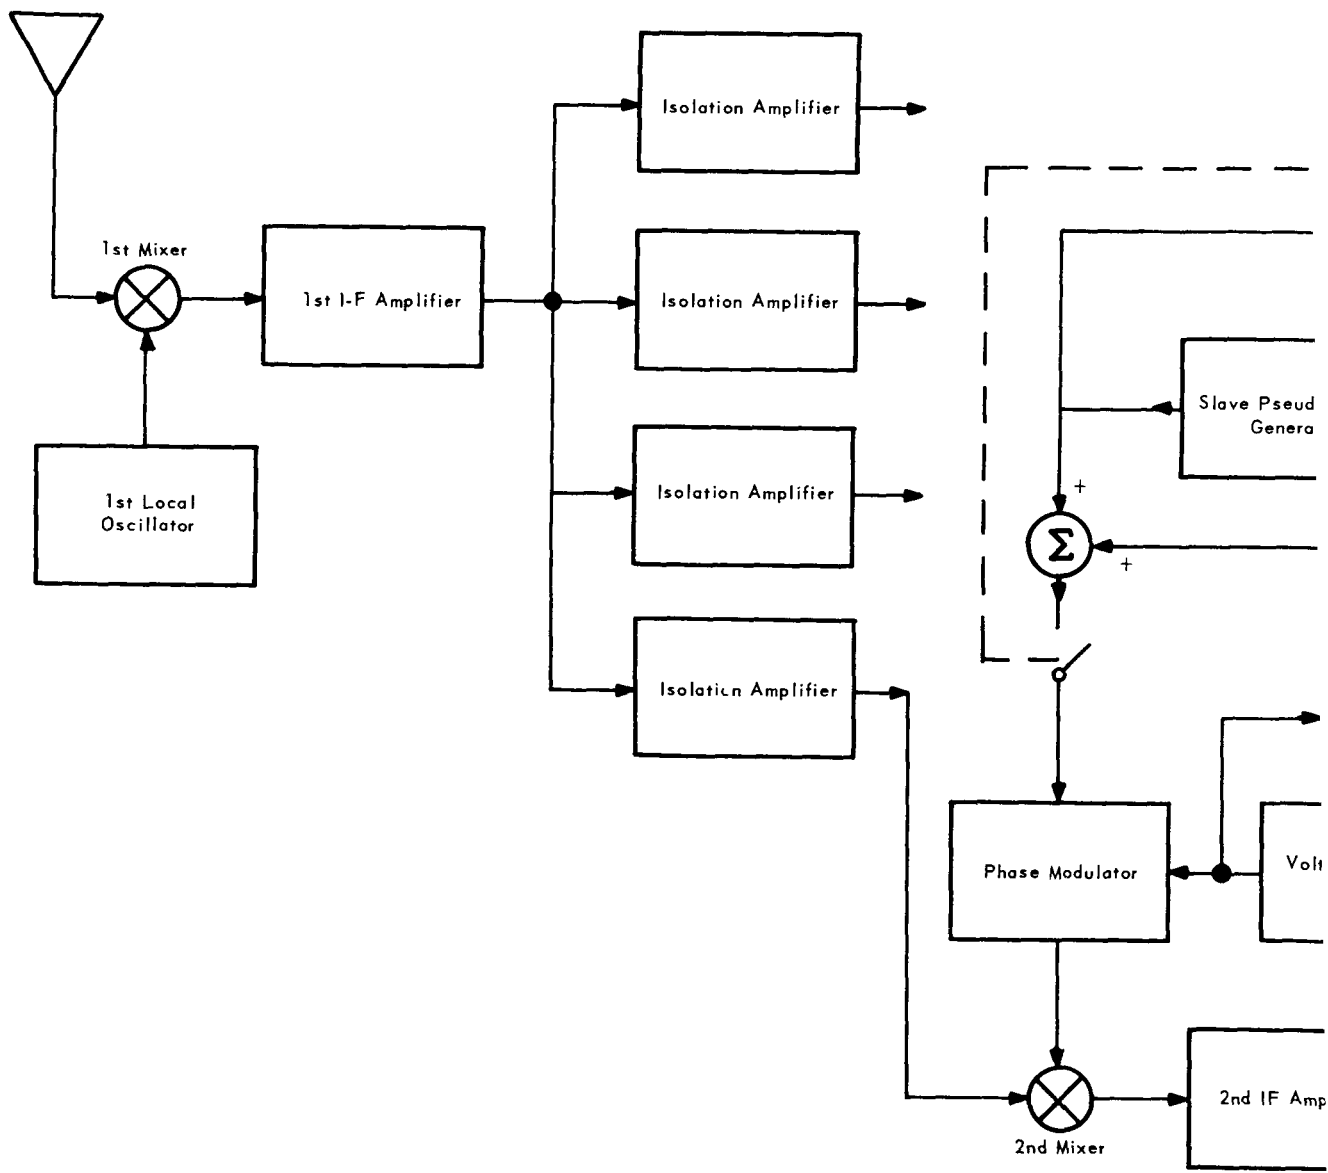 Isolation Amplifier
1st Mixer
1st I-F Amplifier
Isolation Amplifier
Slave Pseud
Genera
1st Local
Oscillator
Isolation Amplifier
+
Σ
+
Isolation Amplifier
Phase Modulator
Volt
2nd IF Amp
2nd Mixer